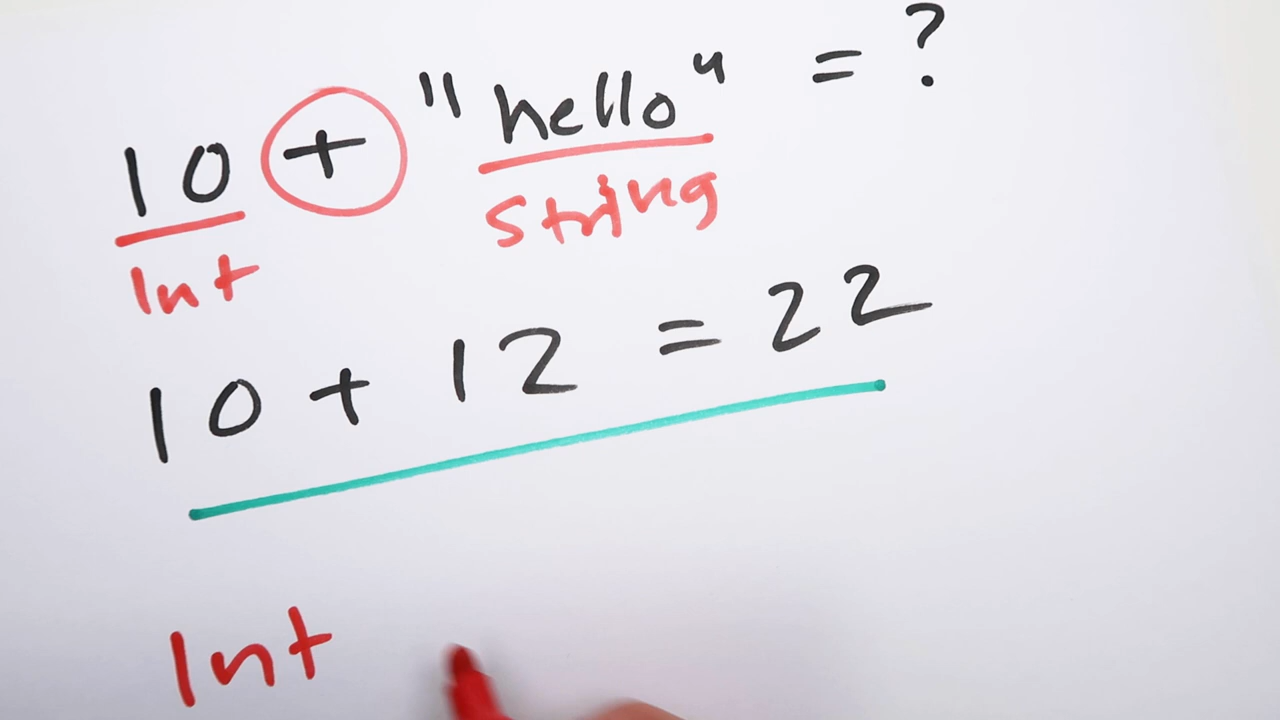 10 + "hello" = ?
Int String
10 + 12 = 22
Int